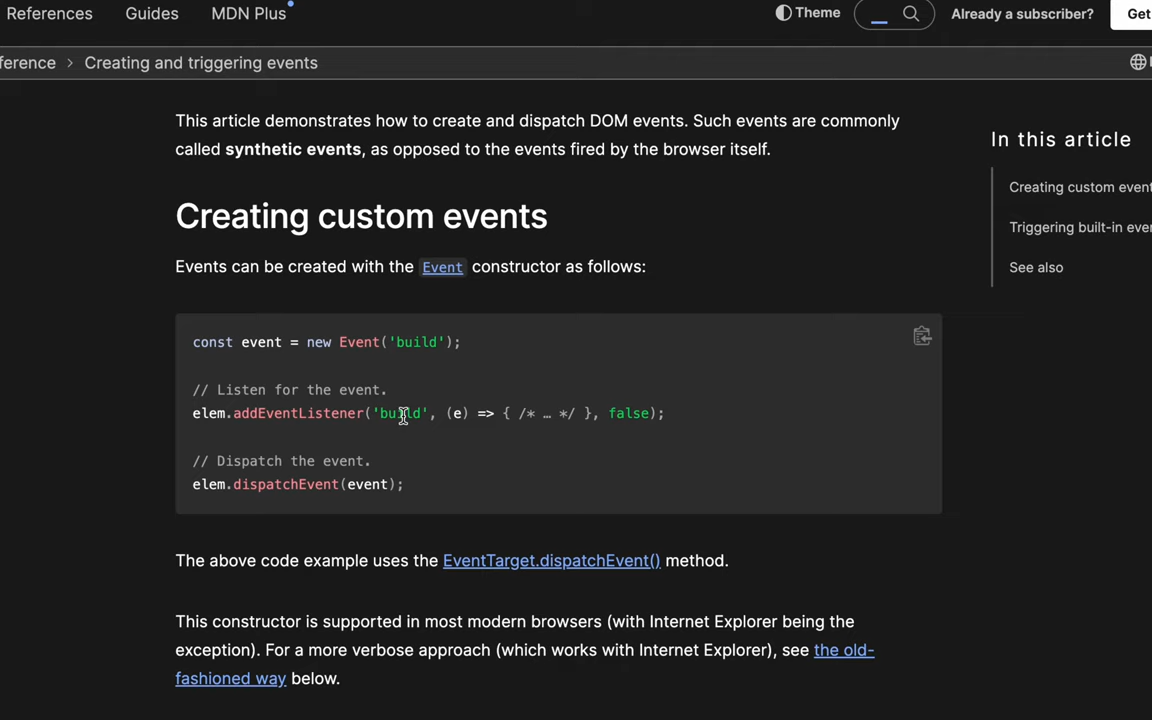 References Guides MDN Plus Theme Already a subscriber? Get
ference > Creating and triggering events
This article demonstrates how to create and dispatch DOM events. Such events are commonly
called synthetic events, as opposed to the events fired by the browser itself.
In this article
Creating custom event
Triggering built-in eve
See also
Creating custom events
Events can be created with the Event constructor as follows:
const event = new Event('build');
// Listen for the event.
elem.addEventListener('build', (e) => { /* … */ }, false);
// Dispatch the event.
elem.dispatchEvent(event);
The above code example uses the EventTarget.dispatchEvent() method.
This constructor is supported in most modern browsers (with Internet Explorer being the
exception). For a more verbose approach (which works with Internet Explorer), see the old-
fashioned way below.